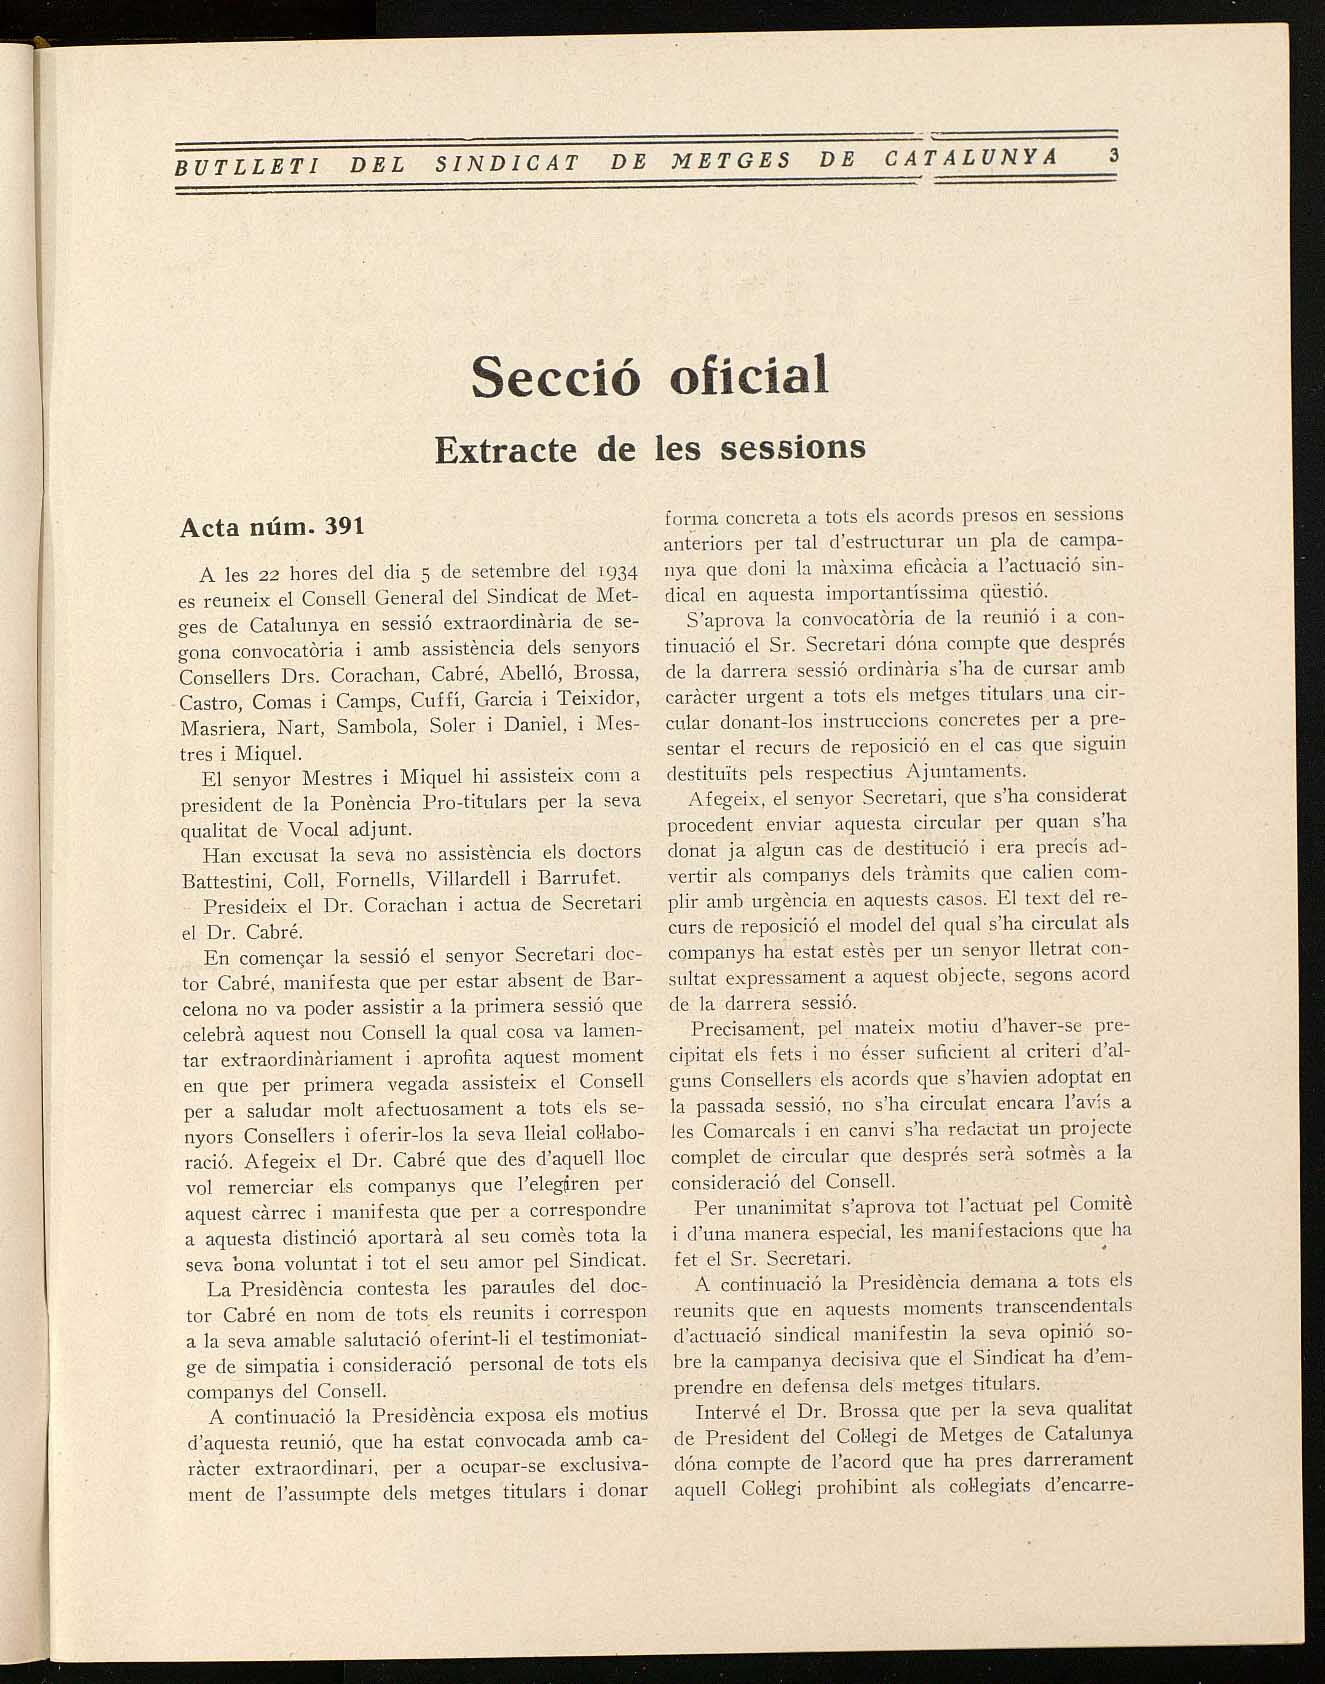 BUTLLETI DEL SINDICAT DE METGES DE CATALUNYA 3
Secció oficial
Extracte de les sessions
Acta núm. 391
A les 22 hores del dia 5 de setembre del 1934
es reuneix el Consell General del Sindicat de Met-
ges de Catalunya en sessió extraordinària de se-
gona convocatòria i amb assistència dels senyors
Consellers Drs. Corachan, Cabré, Abelló, Brossa,
Castro, Comas i Camps, Cuffí, Garcia i Teixidor,
Masriera, Nart, Sambola, Soler i Daniel, i Mes-
tres i Miquel.
El senyor Mestres i Miquel hi assisteix com a
president de la Ponència Pro-titulars per la seva
qualitat de Vocal adjunt.
Han excusat la seva no assistència els doctors
Battestini, Coll, Fornells, Villardell i Barrufet.
Presideix el Dr. Corachan i actua de Secretari
el Dr. Cabré.
En començar la sessió el senyor Secretari doc-
tor Cabré, manifesta que per estar absent de Bar-
celona no va poder assistir a la primera sessió que
celebrà aquest nou Consell la qual cosa va lamen-
tar extraordinàriament i aprofita aquest moment
en que per primera vegada assisteix el Consell
per a saludar molt afectuosament a tots els se-
nyors Consellers i oferir-los la seva lleial col·labo-
ració. Afegeix el Dr. Cabré que des d'aquell lloc
vol remerciar els companys que l'elegiren per
aquest càrrec i manifesta que per a correspondre
a aquesta distinció aportarà al seu comès tota la
seva bona voluntat i tot el seu amor pel Sindicat.
La Presidència contesta les paraules del doc-
tor Cabré en nom de tots els reunits i correspon
a la seva amable salutació oferint-li el testimoniat-
ge de simpatia i consideració personal de tots els
companys del Consell.
A continuació la Presidència exposa els motius
d'aquesta reunió, que ha estat convocada amb ca-
ràcter extraordinari, per a ocupar-se exclusiva-
ment de l'assumpte dels metges titulars i donar
forma concreta a tots els acords presos en sessions
anteriors per tal d'estructurar un pla de campa-
nya que doni la màxima eficàcia a l'actuació sin-
dical en aquesta importantíssima qüestió.
S'aprova la convocatòria de la reunió i a con-
tinuació el Sr. Secretari dóna compte que després
de la darrera sessió ordinària s'ha de cursar amb
caràcter urgent a tots els metges titulars una cir-
cular donant-los instruccions concretes per a pre-
sentar el recurs de reposició en el cas que siguin
destituïts pels respectius Ajuntaments.
Afegeix, el senyor Secretari, que s'ha considerat
procedent enviar aquesta circular per quan s'ha
donat ja algun cas de destitució i era precís ad-
vertir als companys dels tràmits que calien com-
plir amb urgència en aquests casos. El text del re-
curs de reposició el model del qual s'ha circulat als
companys ha estat estès per un senyor lletrat con-
sultat expressament a aquest objecte, segons acord
de la darrera sessió.
Precisament, pel mateix motiu d'haver-se pre-
cipitat els fets i no ésser suficient al criteri d'al-
guns Consellers els acords que s'havien adoptat en
la passada sessió, no s'ha circulat encara l'avís a
les Comarcals i en canvi s'ha redactat un projecte
complet de circular que després serà sotmès a la
consideració del Consell.
Per unanimitat s'aprova tot l'actuat pel Comitè
i d'una manera especial, les manifestacions que ha
fet el Sr. Secretari.
A continuació la Presidència demana a tots els
reunits que en aquests moments transcendentals
d'actuació sindical manifestin la seva opinió so-
bre la campanya decisiva que el Sindicat ha d'em-
prendre en defensa dels metges titulars.
Intervé el Dr. Brossa que per la seva qualitat
de President del Col·legi de Metges de Catalunya
dóna compte de l'acord que ha pres darrerament
aquell Col·legi prohibint als col·legiats d'encarre-